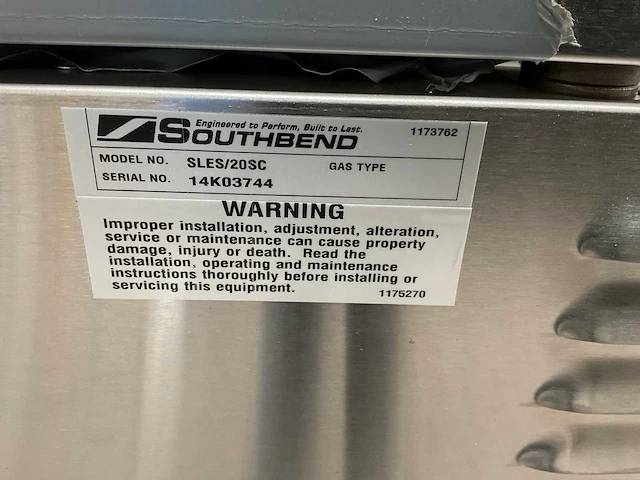 Engineered to Perform, Built to Last.
SOUTHBEND
1173762
MODEL NO. SLES/20SC GAS TYPE
SERIAL NO. 14K03744
WARNING
Improper installation, adjustment, alteration,
service or maintenance can cause property
damage, injury or death. Read the
installation, operating and maintenance
instructions thoroughly before installing or
servicing this equipment.
1175270